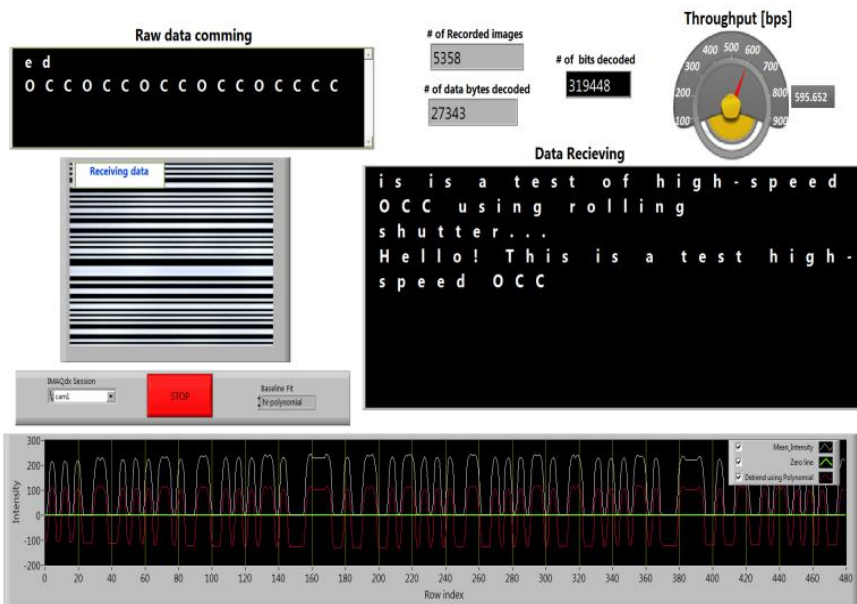 Raw data comming
e d
O C C O C C O C C O C C O C C C C
# of Recorded images
5358
# of data bytes decoded
27343
# of bits decoded
319448
Throughput [bps]
100 200 300 400 500 600 700 800 900
595.652
Receiving data
Data Recieving
is is a test of high-speed
OCC using rolling
shutter...
Hello! This is a test high-
speed OCC
IMAQdx Session
cam1
STOP
Baseline Fit
N-polynomial
Meas_Intensity
Zero line
Detrend using Polynomial
Intensity
300
200
100
0
-100
-200
0 20 40 60 80 100 120 140 160 180 200 220 240 260 280 300 320 340 360 380 400 420 440 460 480
Row index